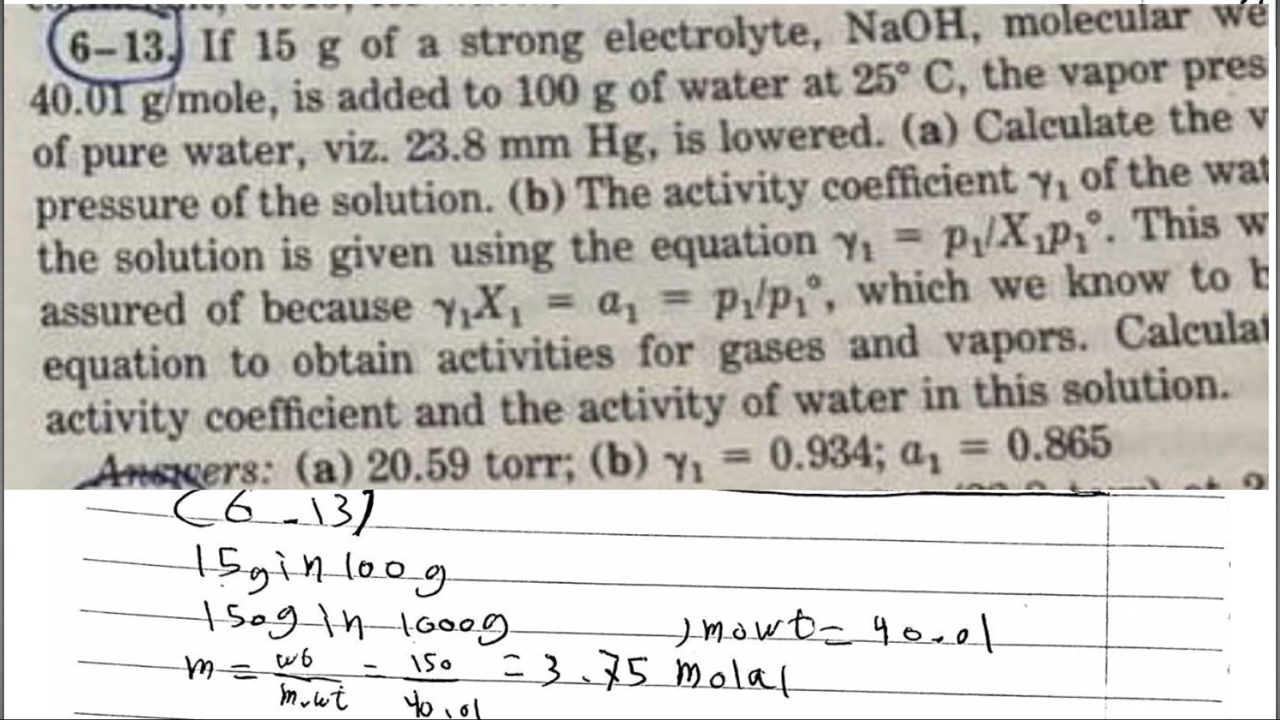 6–13. If 15 g of a strong electrolyte, NaOH, molecular we
40.01 g/mole, is added to 100 g of water at 25° C, the vapor pres
of pure water, viz. 23.8 mm Hg, is lowered. (a) Calculate the v
pressure of the solution. (b) The activity coefficient γ₁ of the wat
the solution is given using the equation γ₁ = p₁/X₁p₁°. This w
assured of because γ₁X₁ = a₁ = p₁/p₁°, which we know to b
equation to obtain activities for gases and vapors. Calculat
activity coefficient and the activity of water in this solution.
Answers: (a) 20.59 torr; (b) γ₁ = 0.934; a₁ = 0.865
(6-13)
15g in 100g
150g in 1000g , mowt = 40.01
m = wb/m.wt = 150/40.01 = 3.75 molal